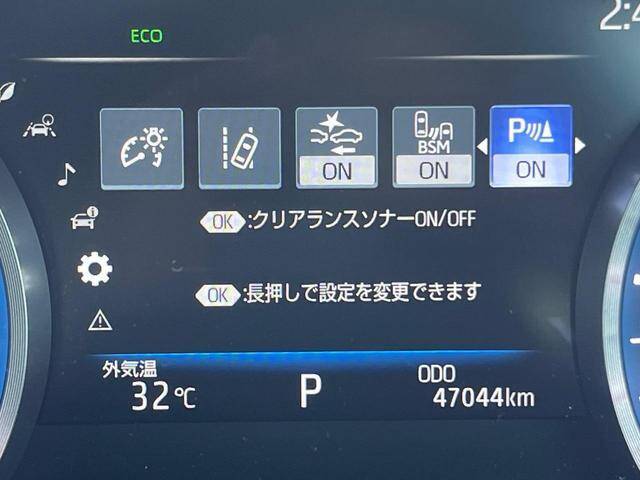 ECO
ON
BSM
ON
P
ON
OK :クリアランスソナーON/OFF
OK :長押しで設定を変更できます
外気温
32℃
P
ODO
47044km